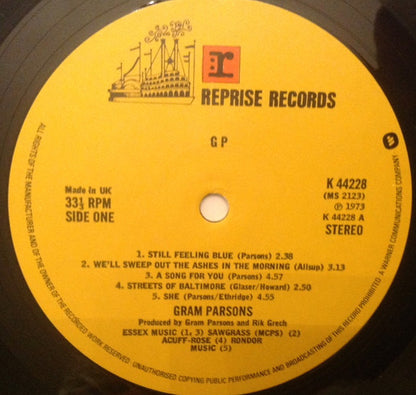 r
REPRISE RECORDS
G P
Made in UK
33⅓ RPM
SIDE ONE
K 44228
(MS 2123)
Ⓟ 1973
K 44228 A
STEREO
1. STILL FEELING BLUE (Parsons) 2.38
2. WE'LL SWEEP OUT THE ASHES IN THE MORNING (Allsup) 3.13
3. A SONG FOR YOU (Parsons) 4.57
4. STREETS OF BALTIMORE (Glaser/Howard) 2.50
5. SHE (Parsons/Ethridge) 4.55
GRAM PARSONS
Produced by Gram Parsons and Rik Grech
ESSEX MUSIC (1, 3) SAWGRASS (MCPS) (2)
ACUFF-ROSE (4) RONDOR
MUSIC (5)
ALL RIGHTS OF THE MANUFACTURER AND OF THE OWNER OF THE RECORDED WORK RESERVED · UNAUTHORISED COPYING PUBLIC PERFORMANCE AND BROADCASTING OF THIS RECORD PROHIBITED · A WARNER COMMUNICATIONS COMPANY.